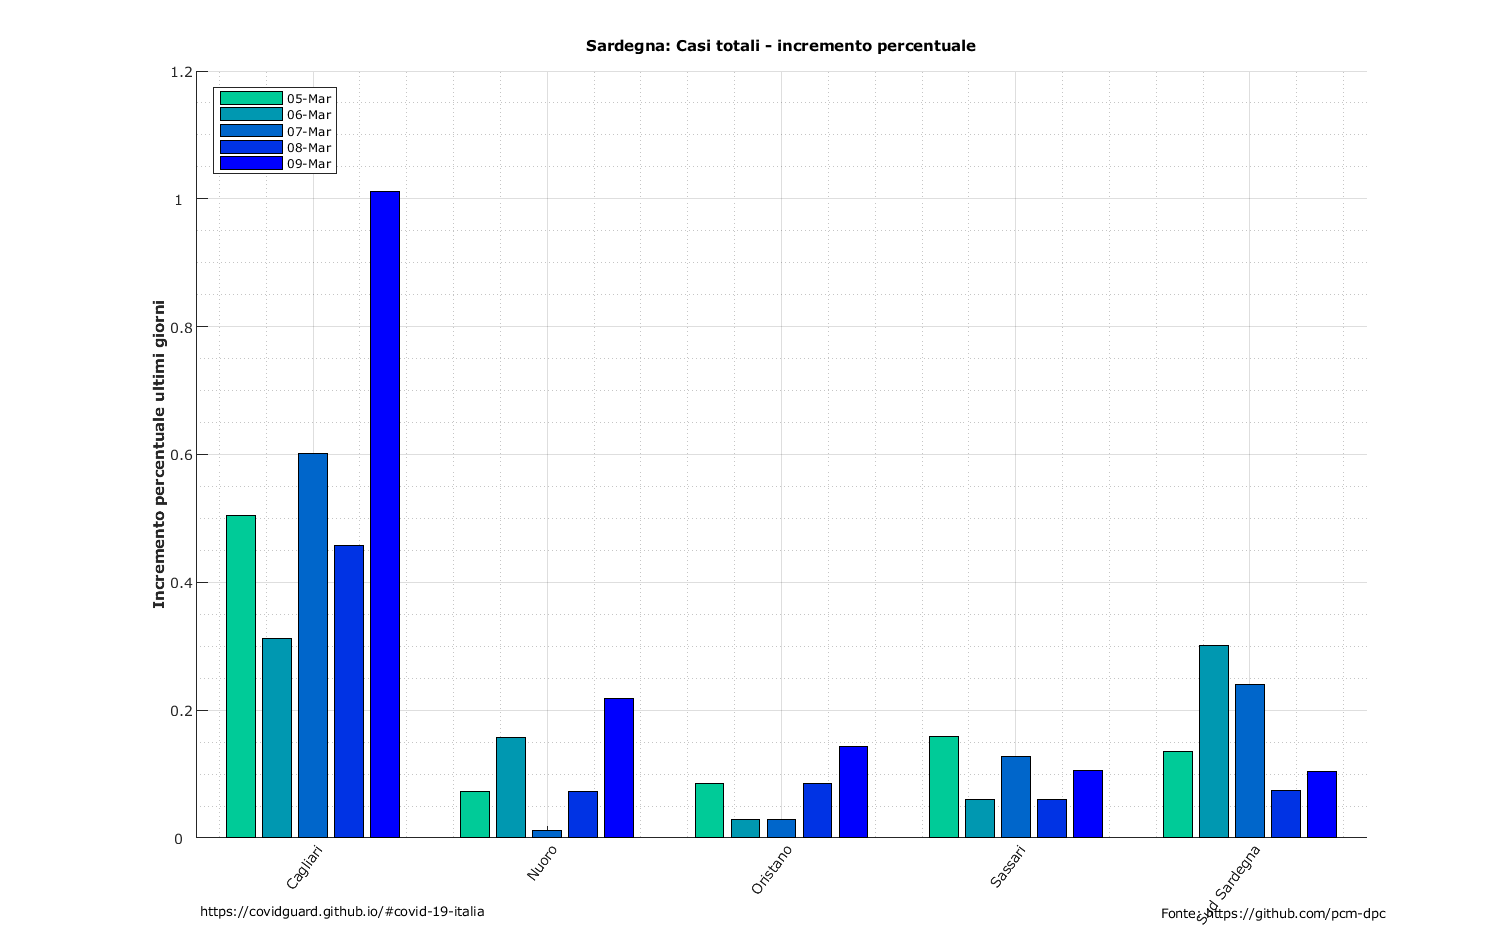 Sardegna: Casi totali - incremento percentuale
Incremento percentuale ultimi giorni
1.2
1
0.8
0.6
0.4
0.2
0
05-Mar
06-Mar
07-Mar
08-Mar
09-Mar
Cagliari
Nuoro
Oristano
Sassari
Sud Sardegna
https://covidguard.github.io/#covid-19-italia
Fonte: https://github.com/pcm-dpc